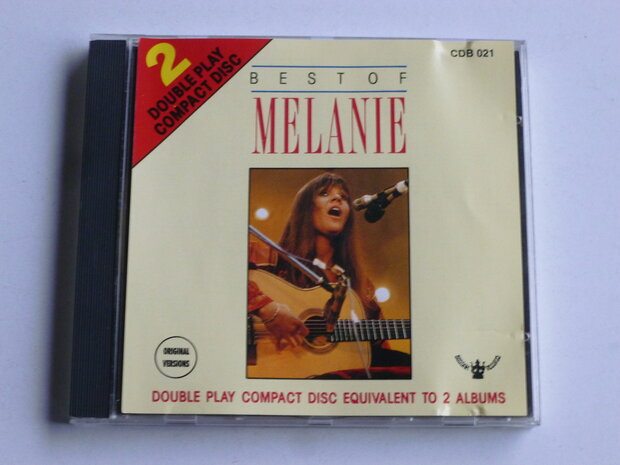 2
DOUBLE PLAY
COMPACT DISC
CDB 021
BEST OF
MELANIE
ORIGINAL
VERSIONS
DOUBLE PLAY COMPACT DISC EQUIVALENT TO 2 ALBUMS